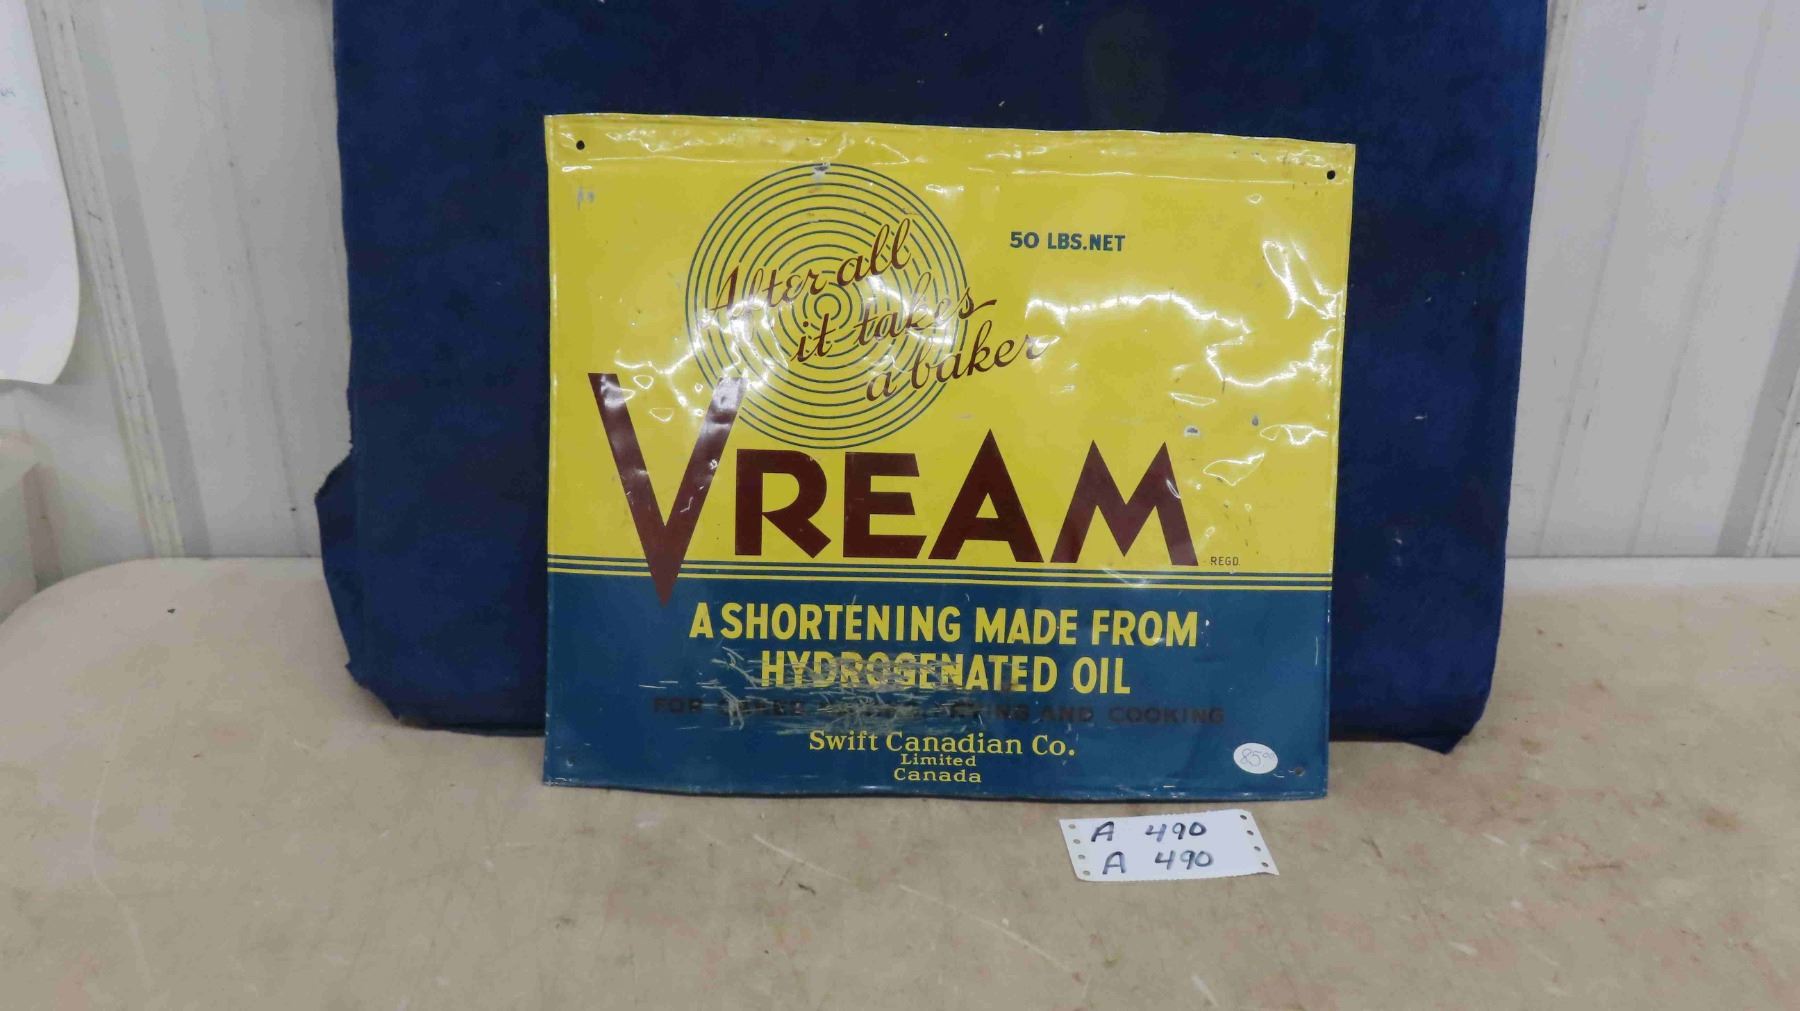 After all
it takes
a baker
50 LBS.NET
VREAM
REGD.
A SHORTENING MADE FROM
HYDROGENATED OIL
FOR AND COOKING
Swift Canadian Co.
Limited
Canada
85.00
A 490
A 490